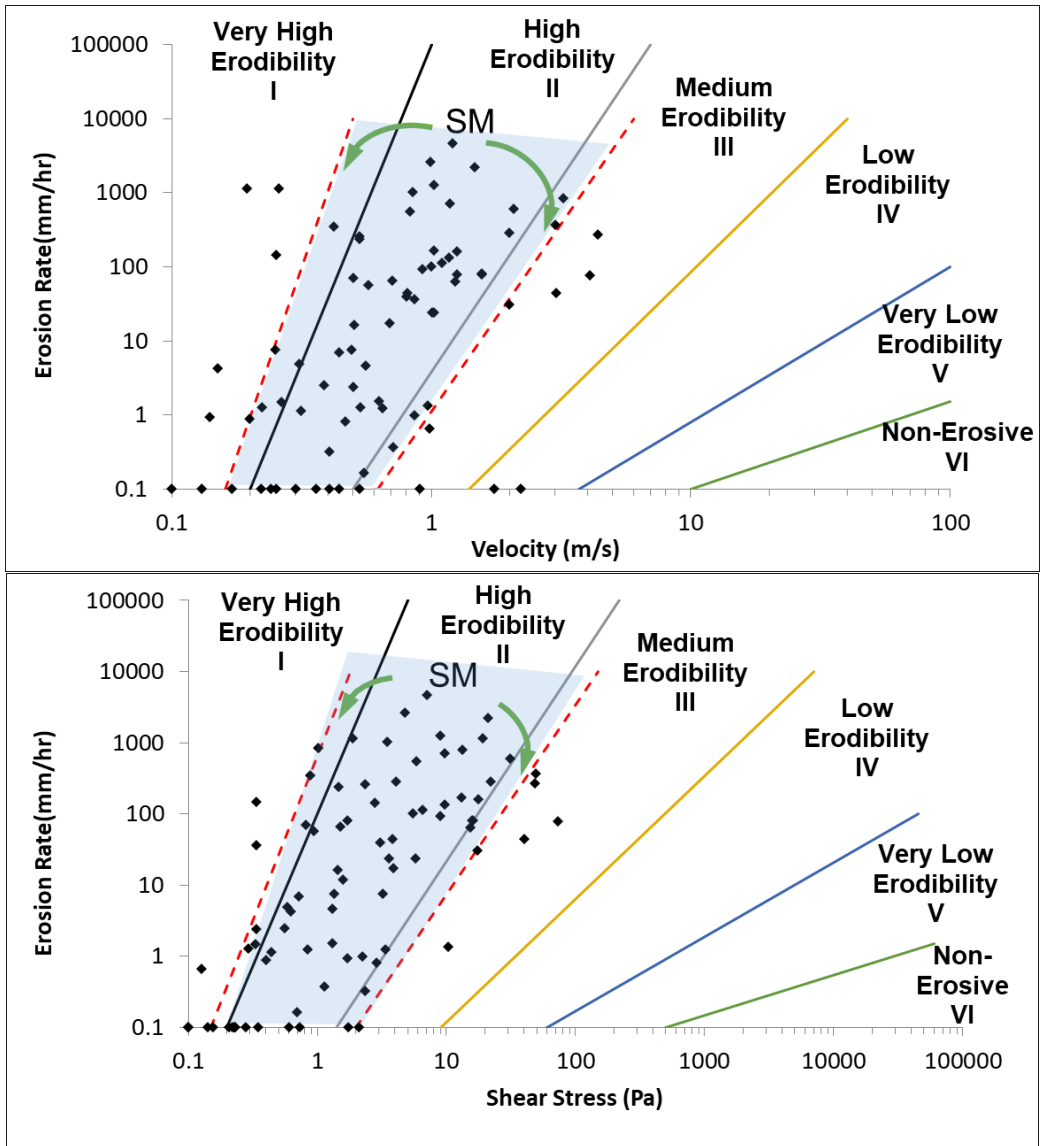 Very High
Erodibility
I
High
Erodibility
II
Medium
Erodibility
III
Low
Erodibility
IV
Very Low
Erodibility
V
Non-Erosive
VI
SM
100000
10000
1000
100
10
1
0.1
Erosion Rate(mm/hr)
0.1
1
10
100
Velocity (m/s)
Very High
Erodibility
I
High
Erodibility
II
Medium
Erodibility
III
Low
Erodibility
IV
Very Low
Erodibility
V
Non-
Erosive
VI
SM
100000
10000
1000
100
10
1
0.1
Erosion Rate(mm/hr)
0.1
1
10
100
1000
10000
100000
Shear Stress (Pa)